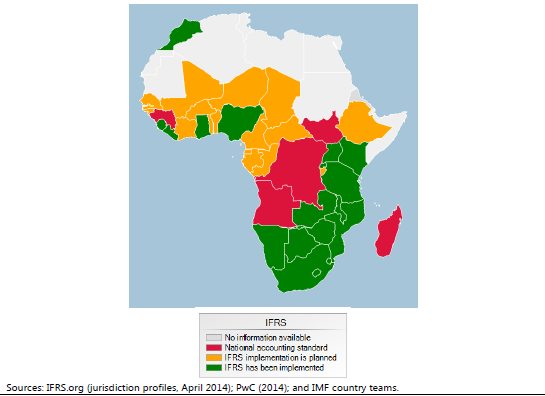 IFRS
No information available
National accounting standard
IFRS implementation is planned
IFRS has been implemented
Sources: IFRS.org (jurisdiction profiles, April 2014); PwC (2014); and IMF country teams.